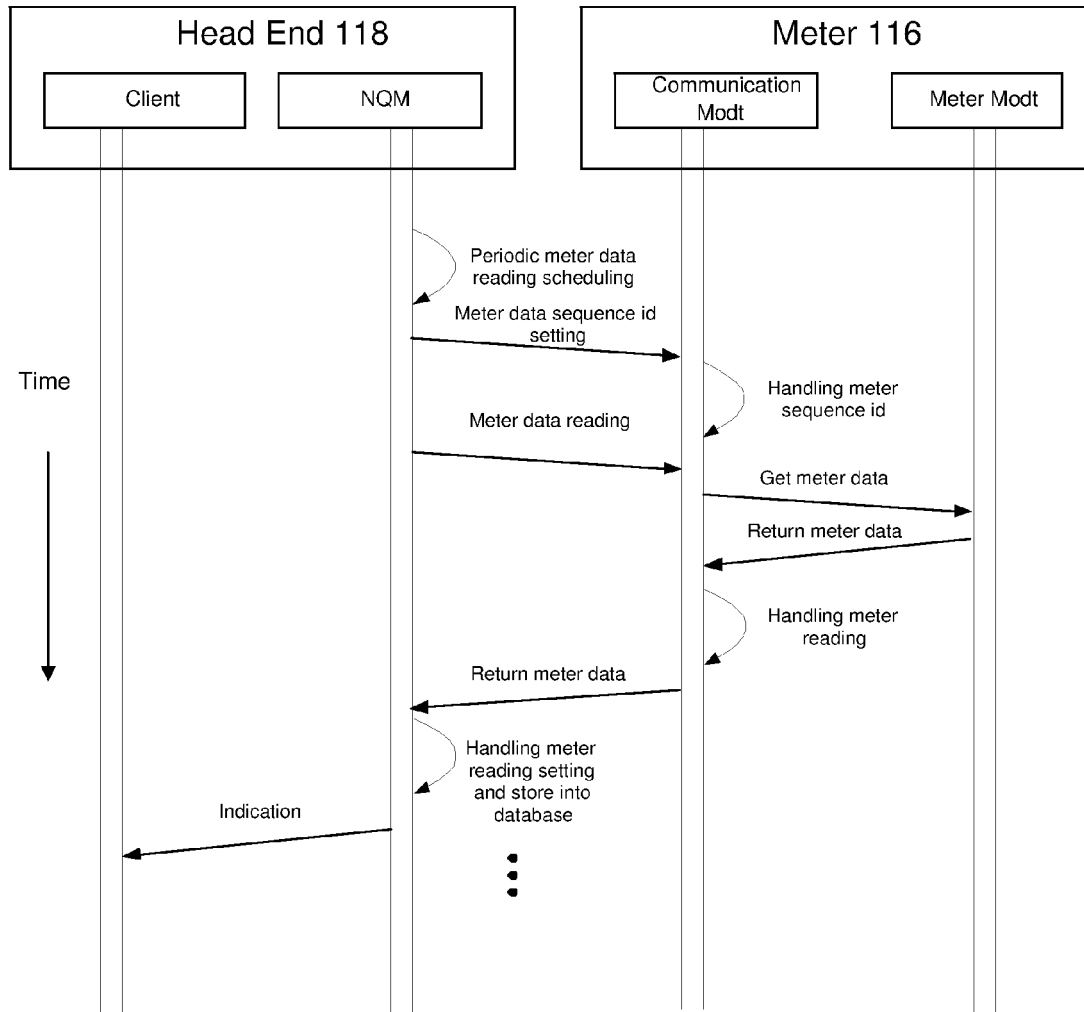 Head End 118
Meter 116
Client
NQM
Communication
Modt
Meter Modt
Periodic meter data
reading scheduling
Meter data sequence id
setting
Time
Handling meter
sequence id
Meter data reading
Get meter data
Return meter data
Handling meter
reading
Return meter data
Handling meter
reading setting
and store into
database
Indication